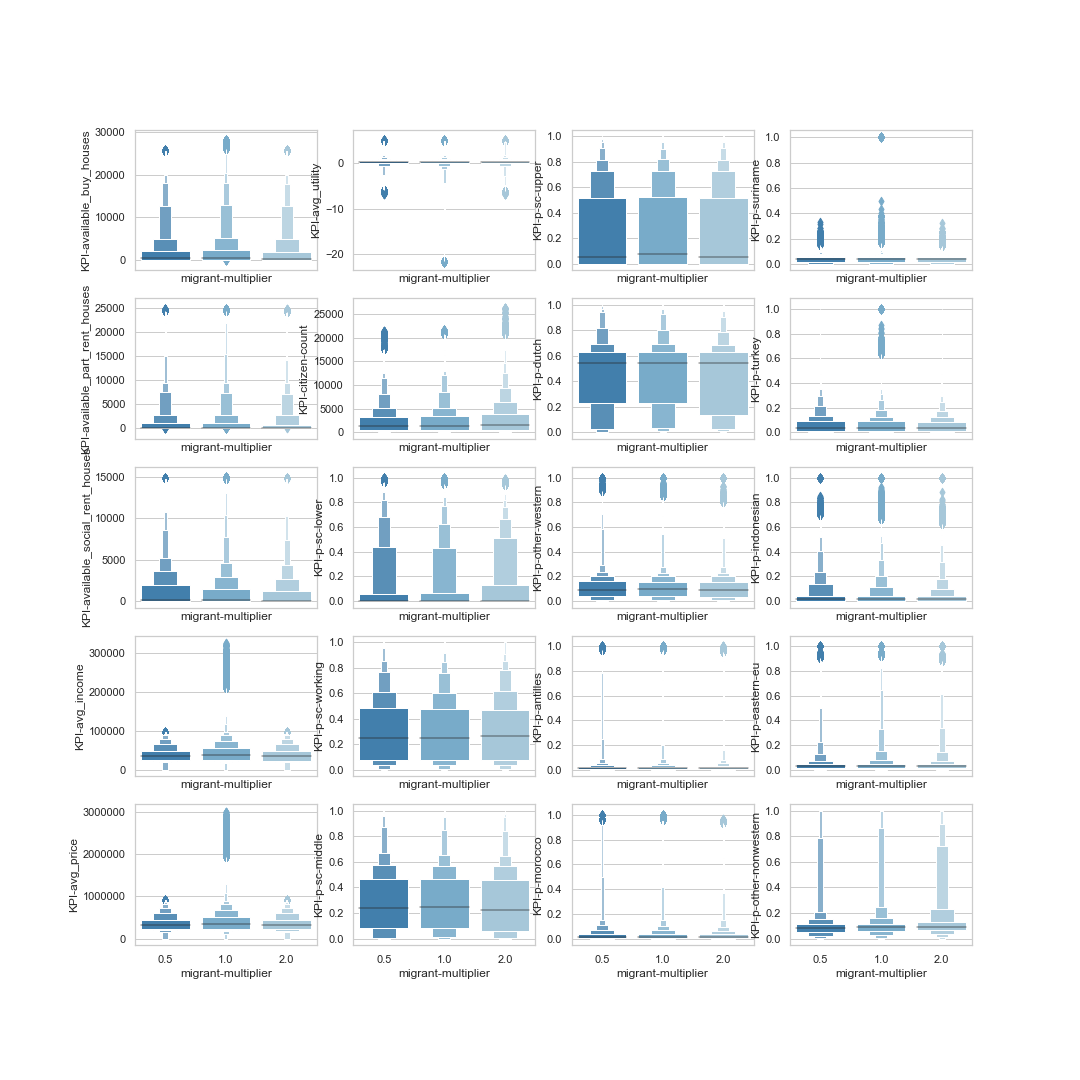 KPI-available_buy_houses
30000
20000
10000
0
migrant-multiplier
KPI-avg_utility
0
−10
−20
migrant-multiplier
KPI-p-sc-upper
1.0
0.8
0.6
0.4
0.2
0.0
migrant-multiplier
KPI-p-suriname
1.0
0.8
0.6
0.4
0.2
0.0
migrant-multiplier
KPI-available_part_rent_houses
25000
20000
15000
10000
5000
0
migrant-multiplier
KPI-citizen-count
25000
20000
15000
10000
5000
0
migrant-multiplier
KPI-p-dutch
1.0
0.8
0.6
0.4
0.2
0.0
migrant-multiplier
KPI-p-turkey
1.0
0.8
0.6
0.4
0.2
0.0
migrant-multiplier
KPI-available_social_rent_houses
15000
10000
5000
0
migrant-multiplier
KPI-p-sc-lower
1.0
0.8
0.6
0.4
0.2
0.0
migrant-multiplier
KPI-p-other-western
1.0
0.8
0.6
0.4
0.2
0.0
migrant-multiplier
KPI-p-indonesian
1.0
0.8
0.6
0.4
0.2
0.0
migrant-multiplier
KPI-avg_income
300000
200000
100000
0
migrant-multiplier
KPI-p-sc-working
1.0
0.8
0.6
0.4
0.2
0.0
migrant-multiplier
KPI-p-antilles
1.0
0.8
0.6
0.4
0.2
0.0
migrant-multiplier
KPI-p-eastern-eu
1.0
0.8
0.6
0.4
0.2
0.0
migrant-multiplier
KPI-avg_price
3000000
2000000
1000000
0
0.5 1.0 2.0
migrant-multiplier
KPI-p-sc-middle
1.0
0.8
0.6
0.4
0.2
0.0
0.5 1.0 2.0
migrant-multiplier
KPI-p-morocco
1.0
0.8
0.6
0.4
0.2
0.0
0.5 1.0 2.0
migrant-multiplier
KPI-p-other-nonwestern
1.0
0.8
0.6
0.4
0.2
0.0
0.5 1.0 2.0
migrant-multiplier